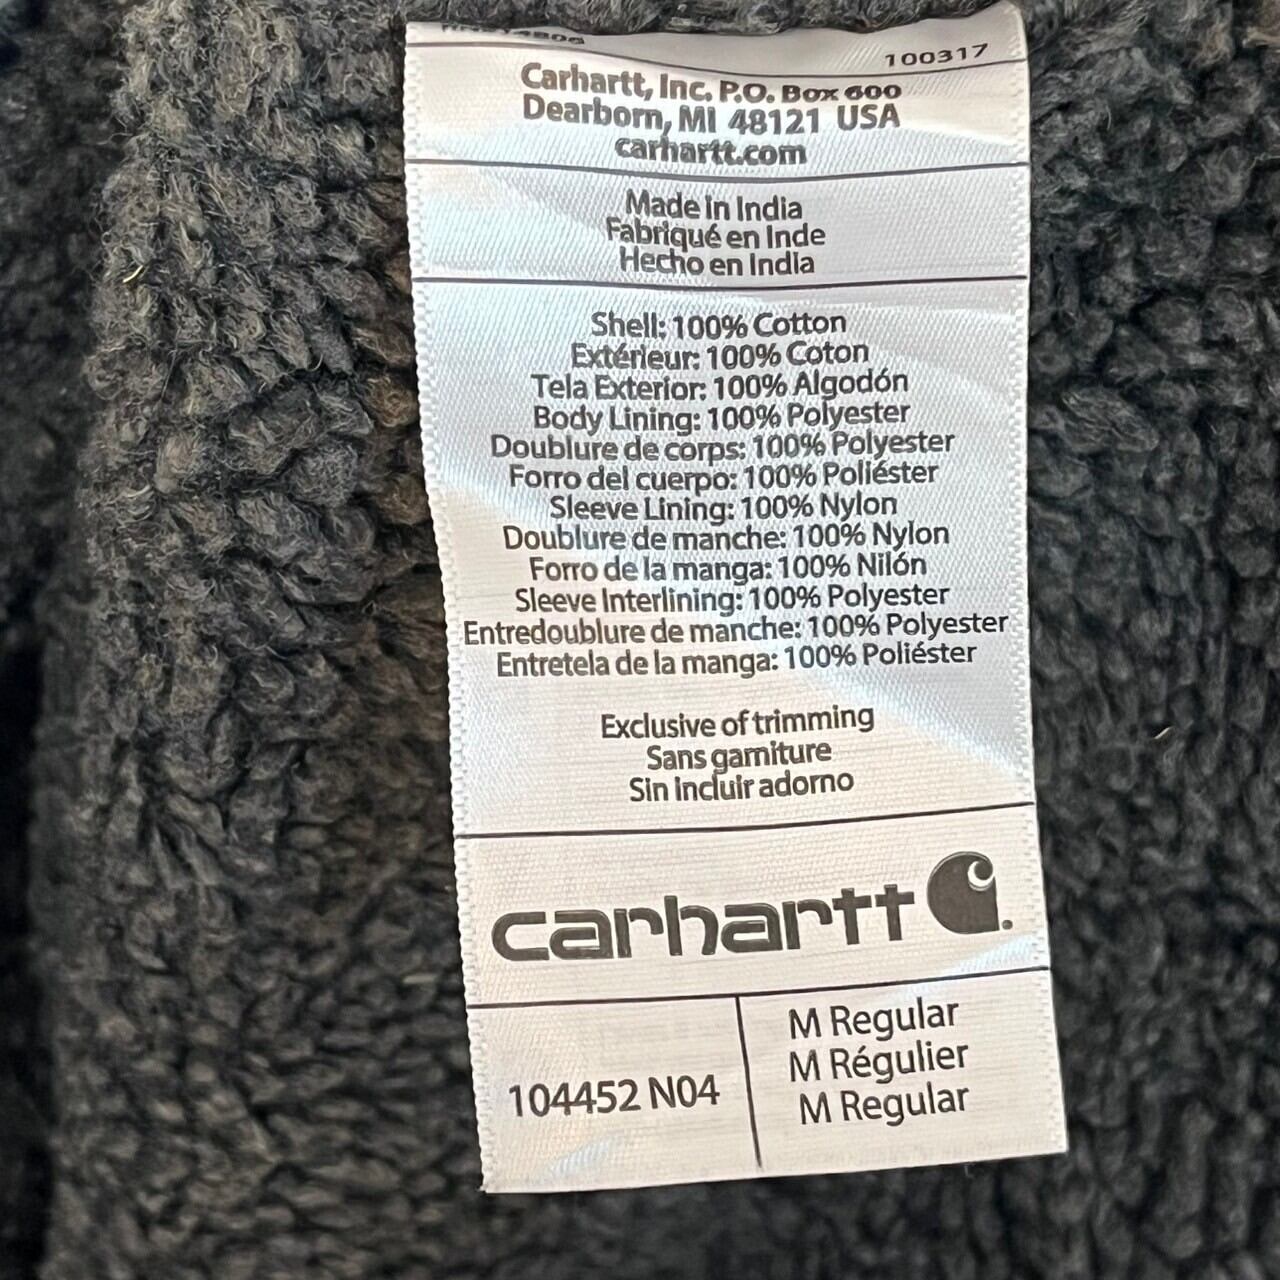 100317
Carhartt, Inc. P.O. Box 600
Dearborn, MI 48121 USA
carhartt.com
Made in India
Fabriqué en Inde
Hecho en India
Shell: 100% Cotton
Extérieur: 100% Coton
Tela Exterior: 100% Algodón
Body Lining: 100% Polyester
Doublure de corps: 100% Polyester
Forro del cuerpo: 100% Poliéster
Sleeve Lining: 100% Nylon
Doublure de manche: 100% Nylon
Forro de la manga: 100% Nilón
Sleeve Interlining: 100% Polyester
Entredoublure de manche: 100% Polyester
Entretela de la manga: 100% Poliéster
Exclusive of trimming
Sans garniture
Sin incluir adorno
carhartt
104452 N04
M Regular
M Régulier
M Regular